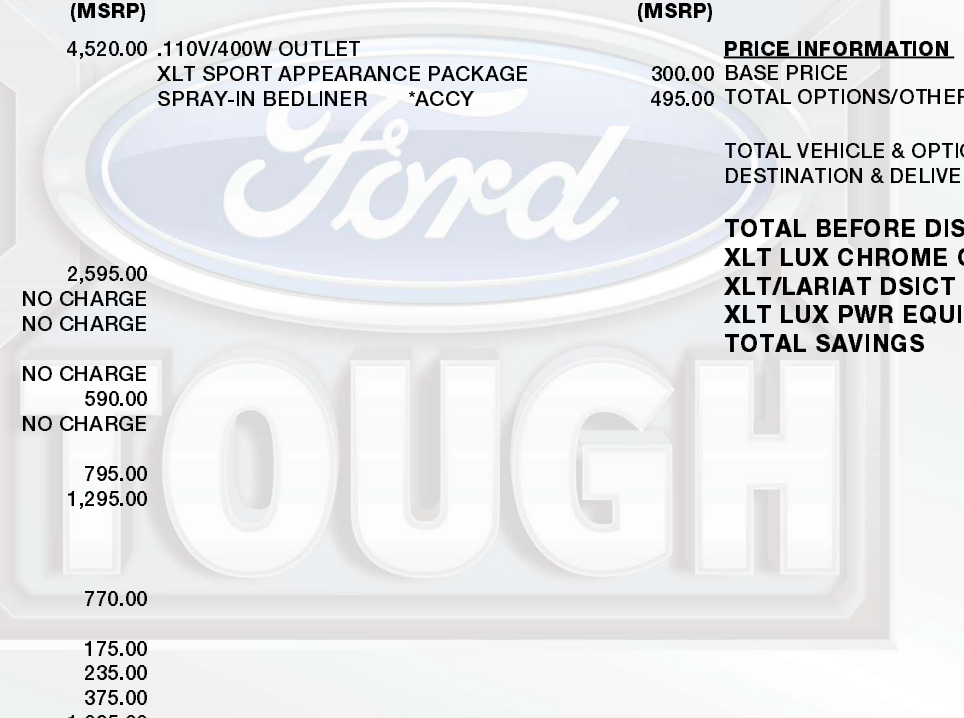 (MSRP) (MSRP)
4,520.00 .110V/400W OUTLET PRICE INFORMATION
XLT SPORT APPEARANCE PACKAGE 300.00 BASE PRICE
SPRAY-IN BEDLINER *ACCY 495.00 TOTAL OPTIONS/OTHER
TOTAL VEHICLE & OPTIO
DESTINATION & DELIVE
TOTAL BEFORE DIS
XLT LUX CHROME
2,595.00 XLT/LARIAT DSICT
NO CHARGE XLT LUX PWR EQUI
NO CHARGE TOTAL SAVINGS
NO CHARGE
590.00
NO CHARGE
795.00
1,295.00
770.00
175.00
235.00
375.00
Ford
TOUGH